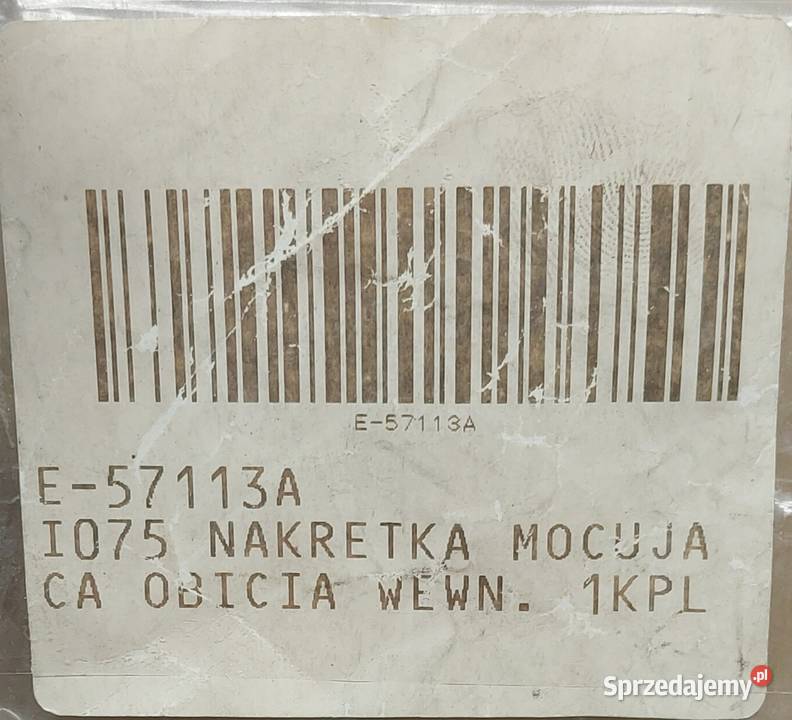 E-57113A
E-57113A
I075 NAKRETKA MOCUJA
CA OBICIA WEWN. 1KPL
Sprzedajemy.pl